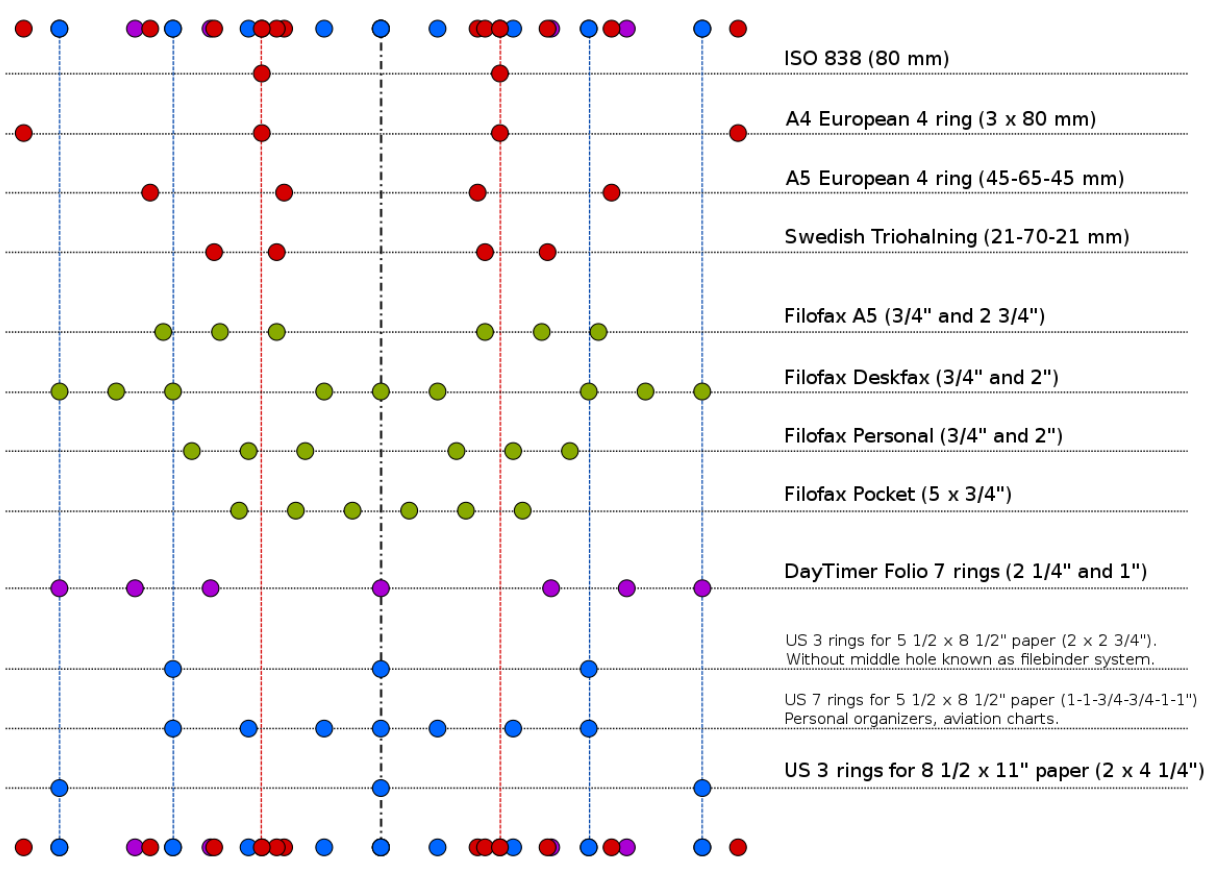 ISO 838 (80 mm)
A4 European 4 ring (3 x 80 mm)
A5 European 4 ring (45-65-45 mm)
Swedish Triohalning (21-70-21 mm)
Filofax A5 (3/4" and 2 3/4")
Filofax Deskfax (3/4" and 2")
Filofax Personal (3/4" and 2")
Filofax Pocket (5 x 3/4")
DayTimer Folio 7 rings (2 1/4" and 1")
US 3 rings for 5 1/2 x 8 1/2" paper (2 x 2 3/4").
Without middle hole known as filebinder system.
US 7 rings for 5 1/2 x 8 1/2" paper (1-1-3/4-3/4-1-1")
Personal organizers, aviation charts.
US 3 rings for 8 1/2 x 11" paper (2 x 4 1/4")